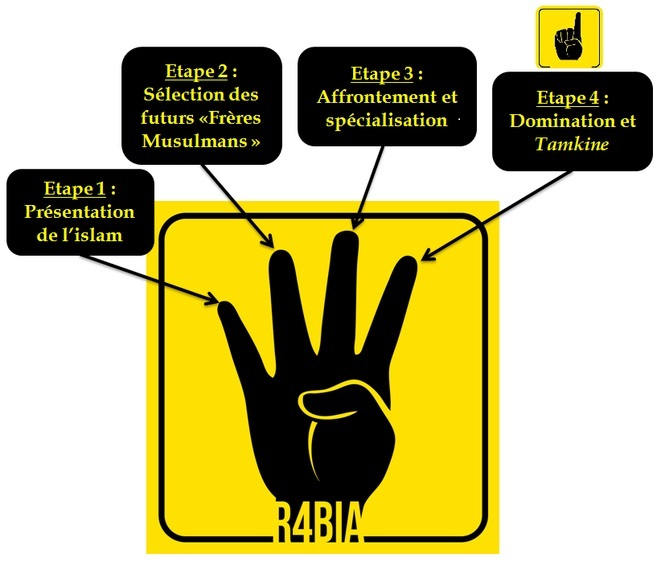 Etape 1 :
Présentation
de l’islam
Etape 2 :
Sélection des
futurs «Frères
Musulmans »
Etape 3 :
Affrontement et
spécialisation .
Etape 4 :
Domination et
Tamkine
R4BIA